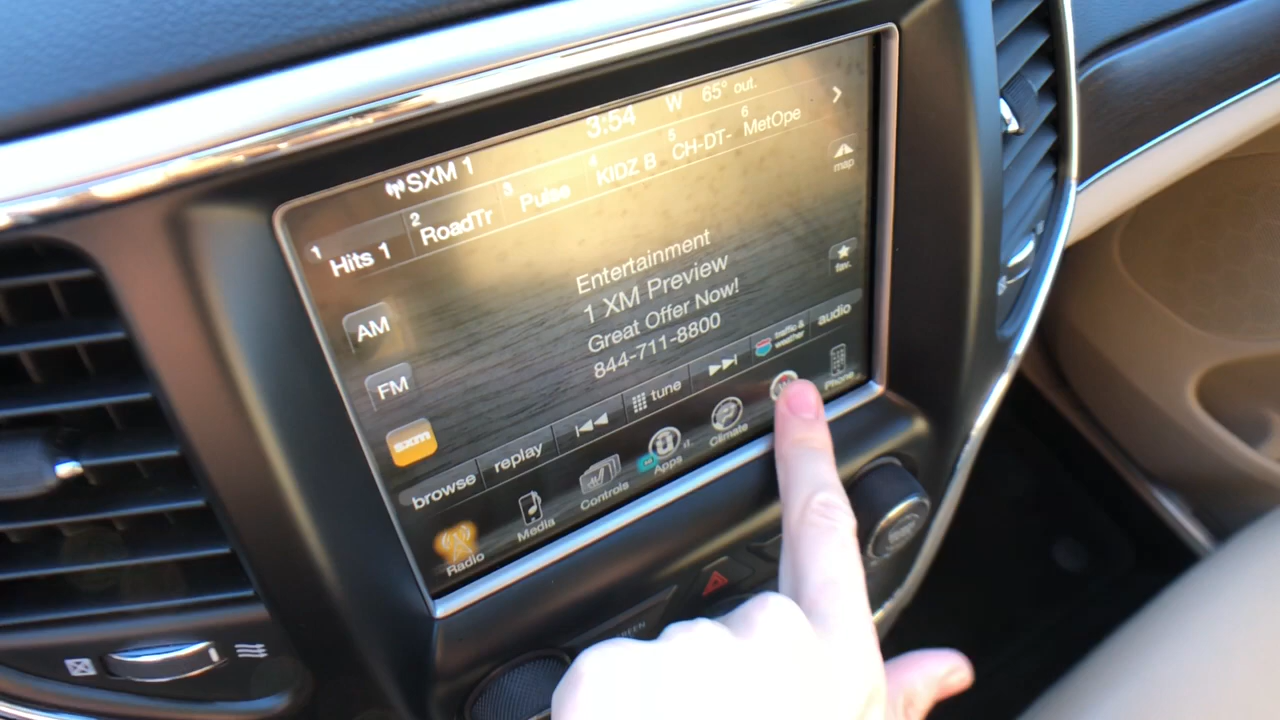 3:54 W 65° out.
SXM 1
1 Hits 1 2 RoadTr 3 Pulse 4 KIDZ B 5 CH-DT- 6 MetOpe
map
Entertainment
1 XM Preview
Great Offer Now!
844-711-8800
AM
FM
sxm
fav.
browse replay tune traffic & weather audio
Radio Media Controls Apps Climate Phone